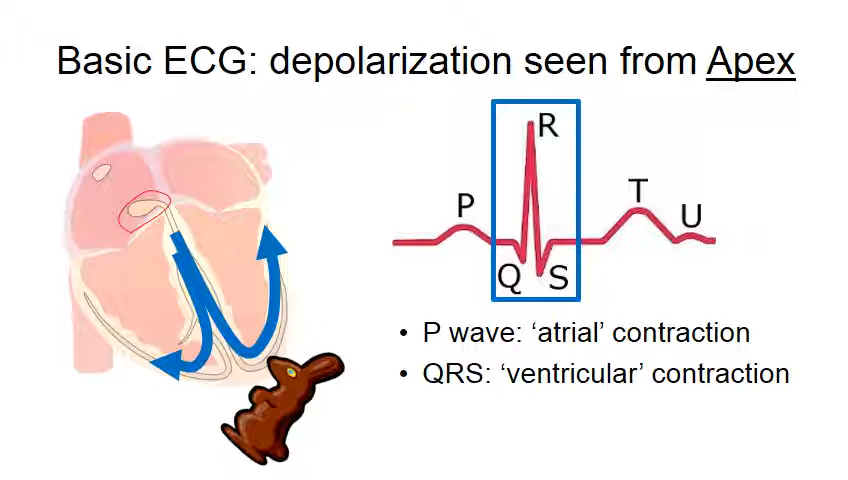 Basic ECG: depolarization seen from Apex
R
P
T
U
Q S
• P wave: ‘atrial’ contraction
• QRS: ‘ventricular’ contraction